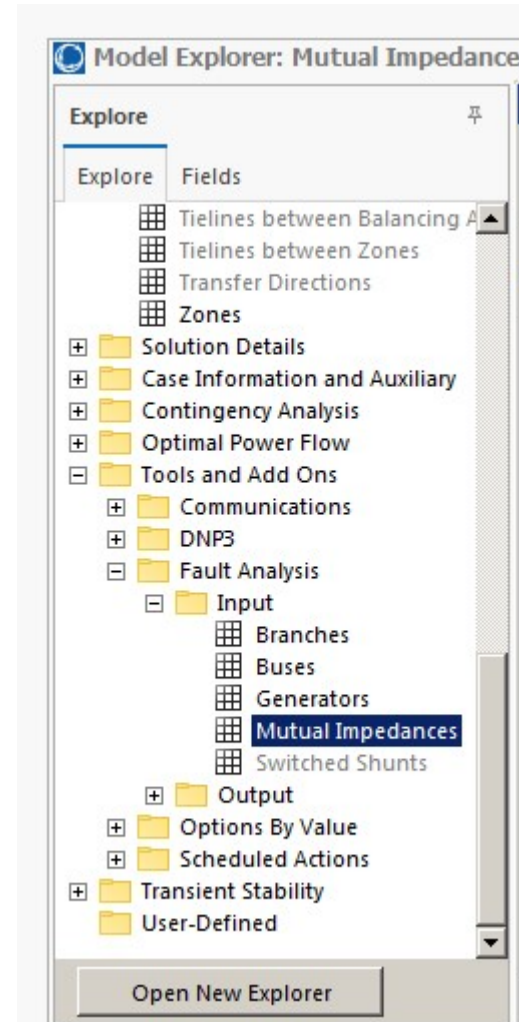 Model Explorer: Mutual Impedance
Explore
Explore Fields
Tielines between Balancing A
Tielines between Zones
Transfer Directions
Zones
Solution Details
Case Information and Auxiliary
Contingency Analysis
Optimal Power Flow
Tools and Add Ons
Communications
DNP3
Fault Analysis
Input
Branches
Buses
Generators
Mutual Impedances
Switched Shunts
Output
Options By Value
Scheduled Actions
Transient Stability
User-Defined
Open New Explorer